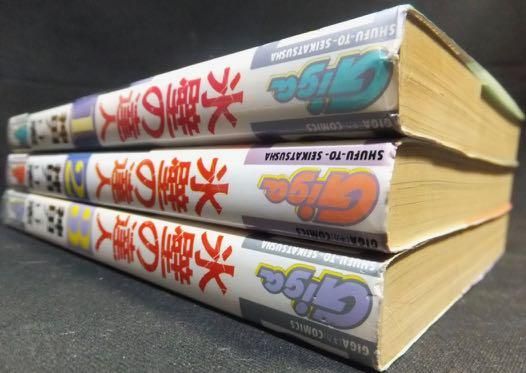 氷壁の達人
1
Giga
SHUFU-TO-SEIKATSUSHA
GIGA COMICS
氷壁の達人
2
Giga
SHUFU-TO-SEIKATSUSHA
GIGA COMICS
氷壁の達人
3
Giga
SHUFU-TO-SEIKATSUSHA
GIGA COMICS